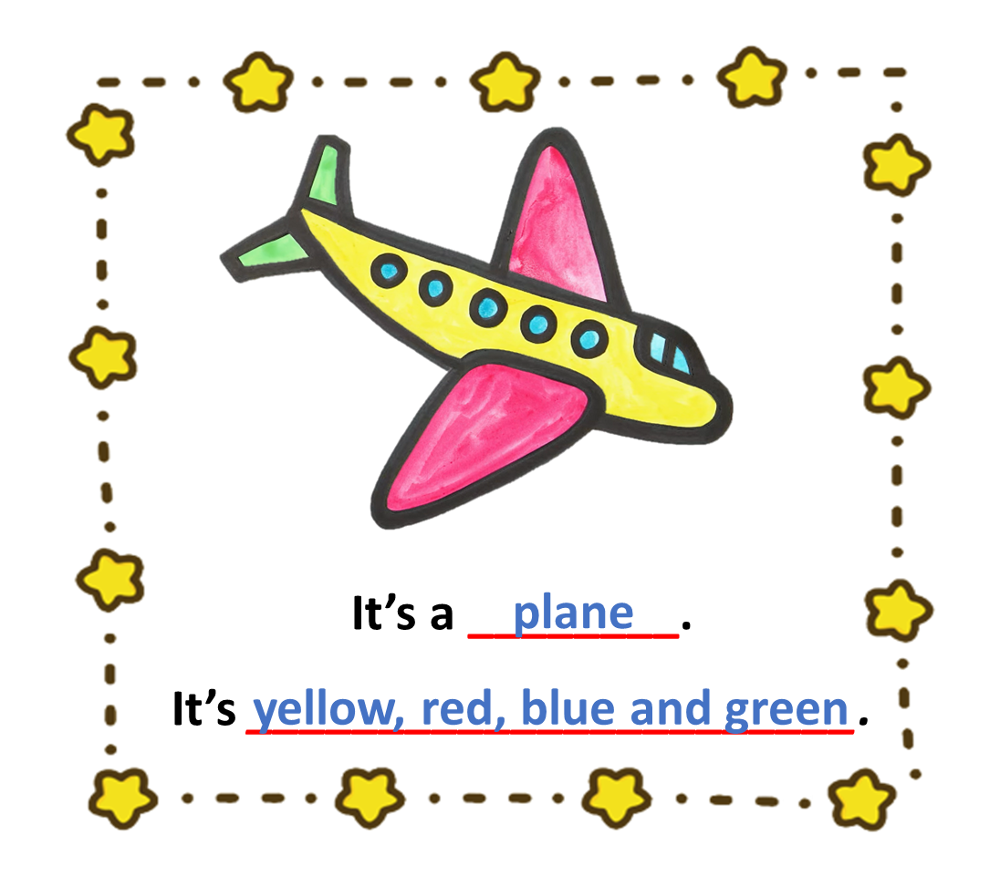 It’s a plane.
It’s yellow, red, blue and green.